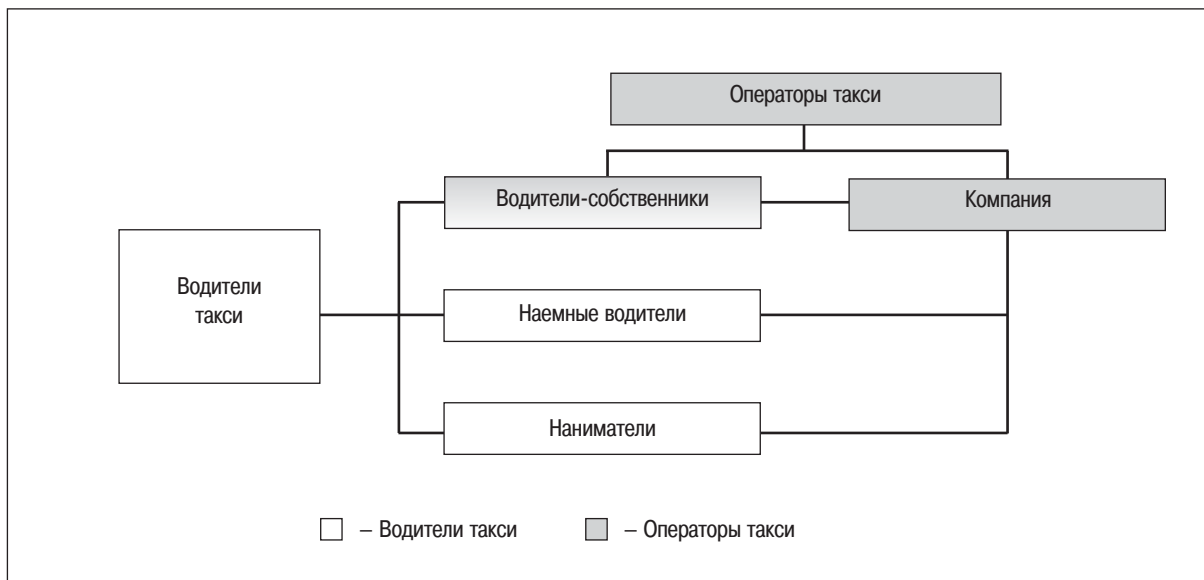 Операторы такси
Водители-собственники
Компания
Водители
такси
Наемные водители
Наниматели
– Водители такси
– Операторы такси